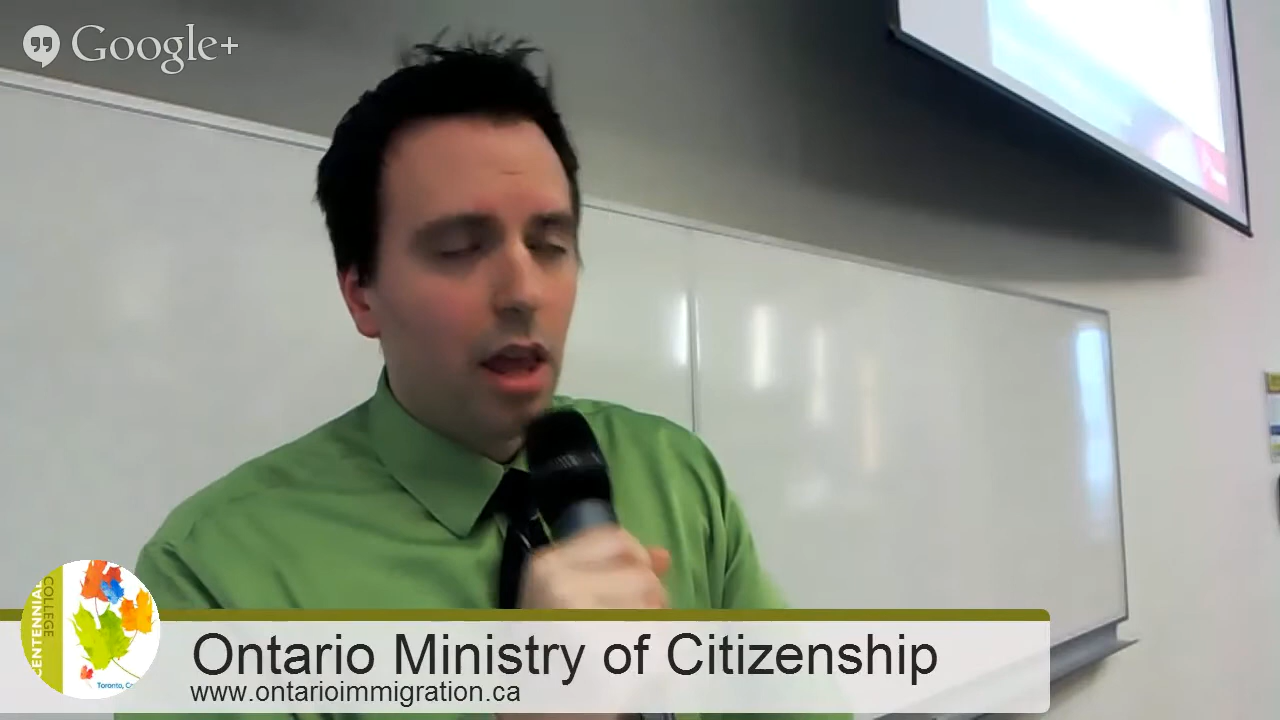 Google+
CENTENNIAL
COLLEGE
Ontario Ministry of Citizenship
www.ontarioimmigration.ca
Toronto,